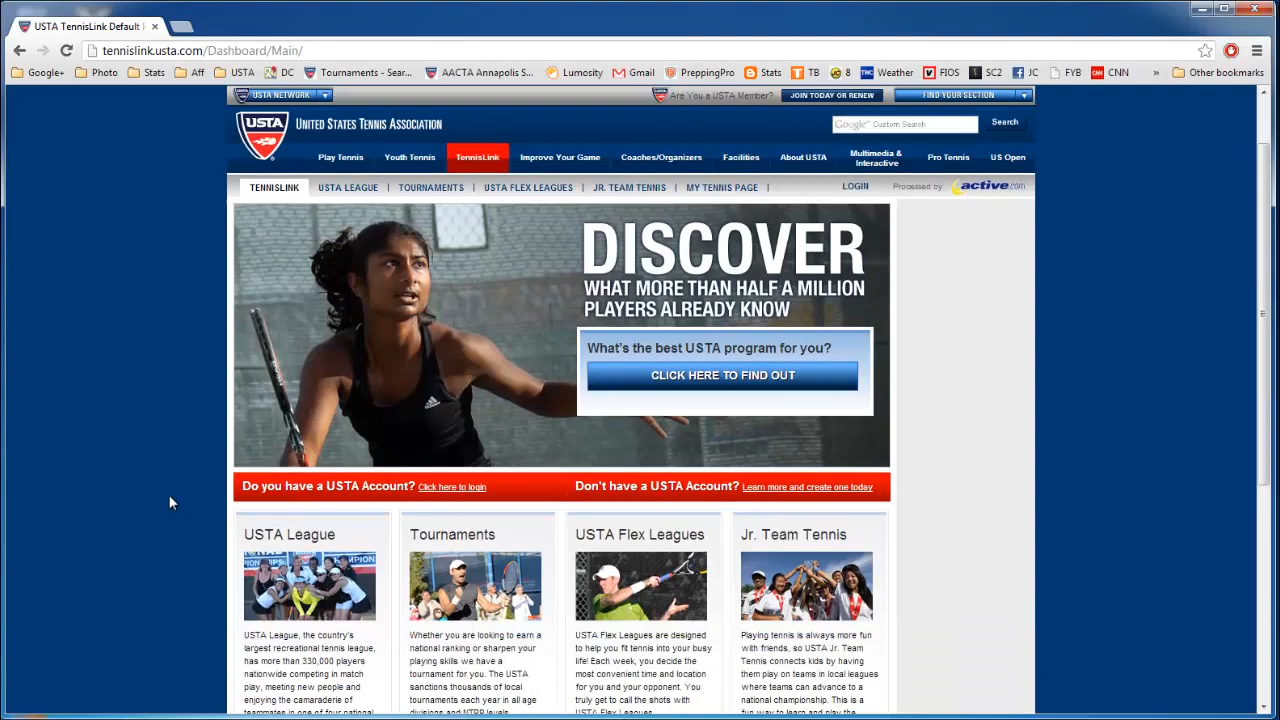 USTA TennisLink Default
tennislink.usta.com/Dashboard/Main/
Google+ Photo Stats Aff USTA DC Tournaments - Sear... AACTA Annapolis S... Lumosity Gmail PreppingPro Stats TB 8 Weather FIOS SC2 JC FYB CNN » Other bookmarks
USTA NETWORK Are You a USTA Member? JOIN TODAY OR RENEW FIND YOUR SECTION
USTA UNITED STATES TENNIS ASSOCIATION Google™ Custom Search Search
Play Tennis Youth Tennis TennisLink Improve Your Game Coaches/Organizers Facilities About USTA Multimedia & Interactive Pro Tennis US Open
TENNISLINK USTA LEAGUE | TOURNAMENTS | USTA FLEX LEAGUES | JR. TEAM TENNIS | MY TENNIS PAGE | LOGIN Processed by active.com
DISCOVER
WHAT MORE THAN HALF A MILLION
PLAYERS ALREADY KNOW
What's the best USTA program for you?
CLICK HERE TO FIND OUT
adidas
Do you have a USTA Account? Click here to login Don't have a USTA Account? Learn more and create one today
USTA League
USTA League, the country's
largest recreational tennis league,
has more than 330,000 players
nationwide competing in match
play, meeting new people and
enjoying the camaraderie of
teammates in one of four national
Tournaments
Whether you are looking to earn a
national ranking or sharpen your
playing skills we have a
tournament for you. The USTA
sanctions thousands of local
tournaments each year in all age
divisions and NTRP levels.
USTA Flex Leagues
USTA Flex Leagues are designed
to help you fit tennis into your busy
life! Each week, you decide the
most convenient time and location
for you and your opponent. You
truly get to call the shots with
USTA Flex Leagues.
Jr. Team Tennis
Playing tennis is always more fun
with friends, so USTA Jr. Team
Tennis connects kids by having
them play on teams in local leagues
where teams can advance to a
national championship. This is a
fun way to learn and play the